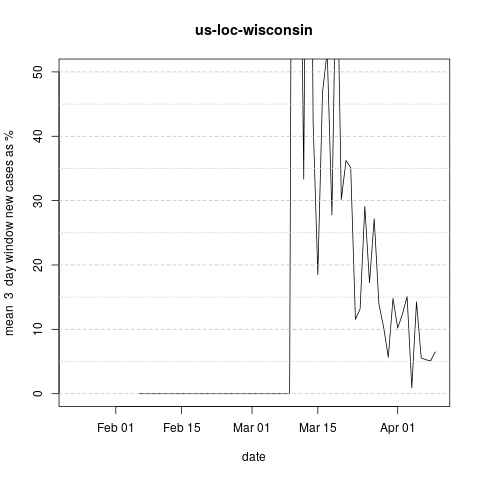 us-loc-wisconsin
mean 3 day window new cases as %
50
40
30
20
10
0
Feb 01
Feb 15
Mar 01
Mar 15
Apr 01
date